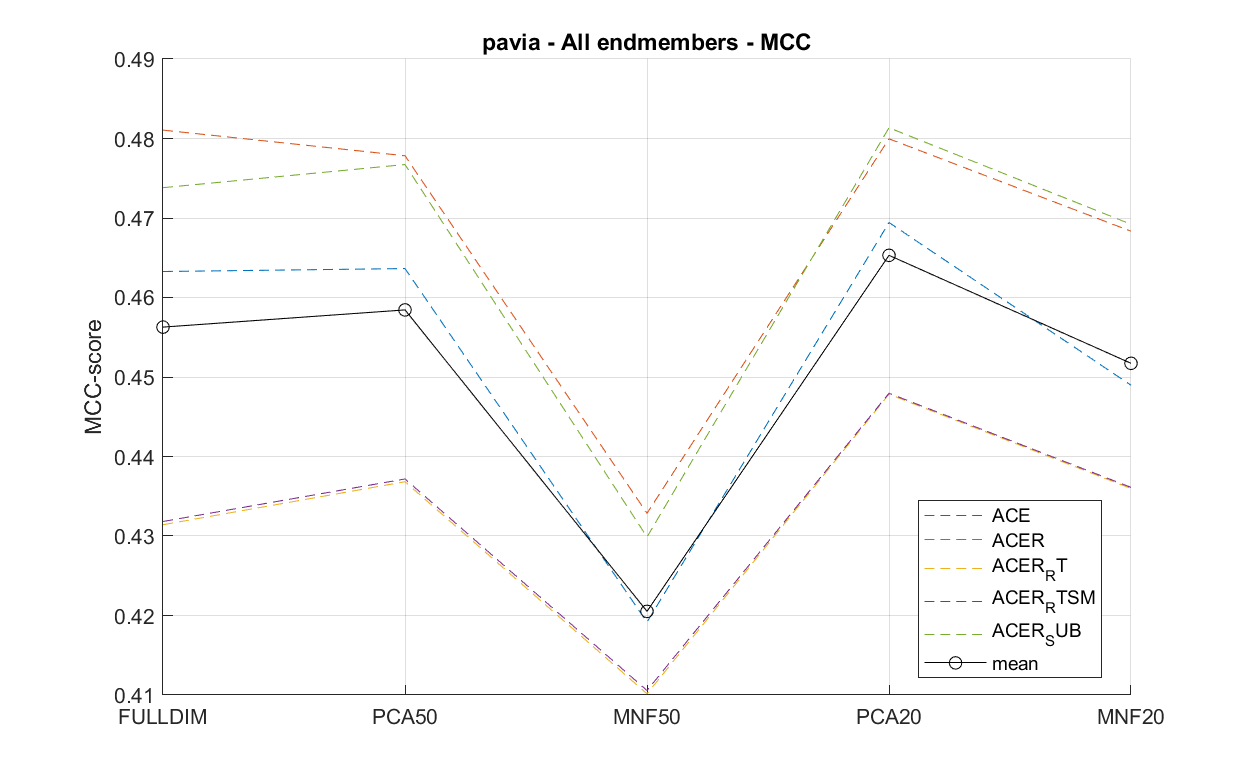 pavia - All endmembers - MCC
0.49
0.48
0.47
0.46
0.45
0.44
0.43
0.42
0.41
MCC-score
FULLDIM PCA50 MNF50 PCA20 MNF20
ACE
ACER
ACER_RT
ACER_RTSM
ACER_SUB
mean